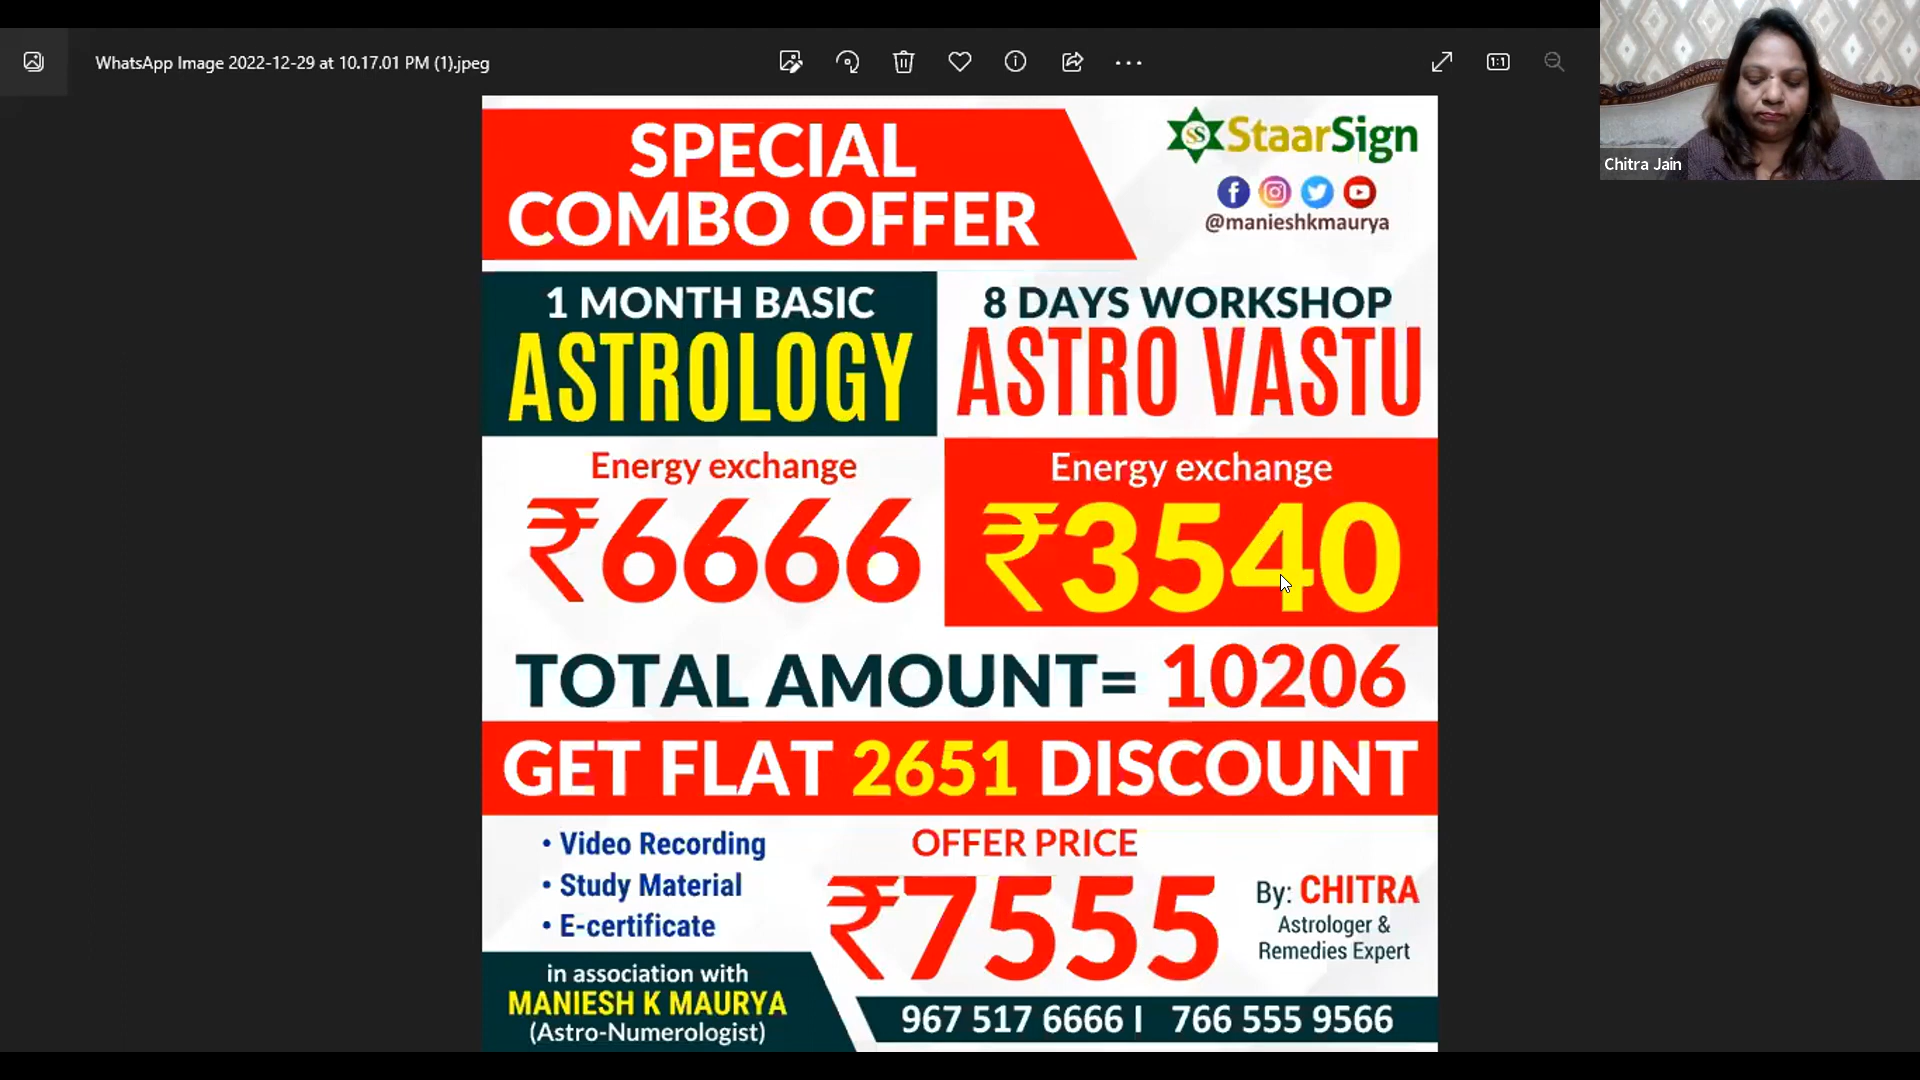 WhatsApp Image 2022-12-29 at 10.17.01 PM (1).jpeg
1:1
Chitra Jain
SPECIAL
COMBO OFFER
SS StaarSign
@manieshkmaurya
1 MONTH BASIC
ASTROLOGY
8 DAYS WORKSHOP
ASTRO VASTU
Energy exchange
₹6666
Energy exchange
₹3540
TOTAL AMOUNT= 10206
GET FLAT 2651 DISCOUNT
• Video Recording
• Study Material
• E-certificate
OFFER PRICE
₹7555
By: CHITRA
Astrologer &
Remedies Expert
in association with
MANIESH K MAURYA
(Astro-Numerologist)
967 517 6666 I 766 555 9566